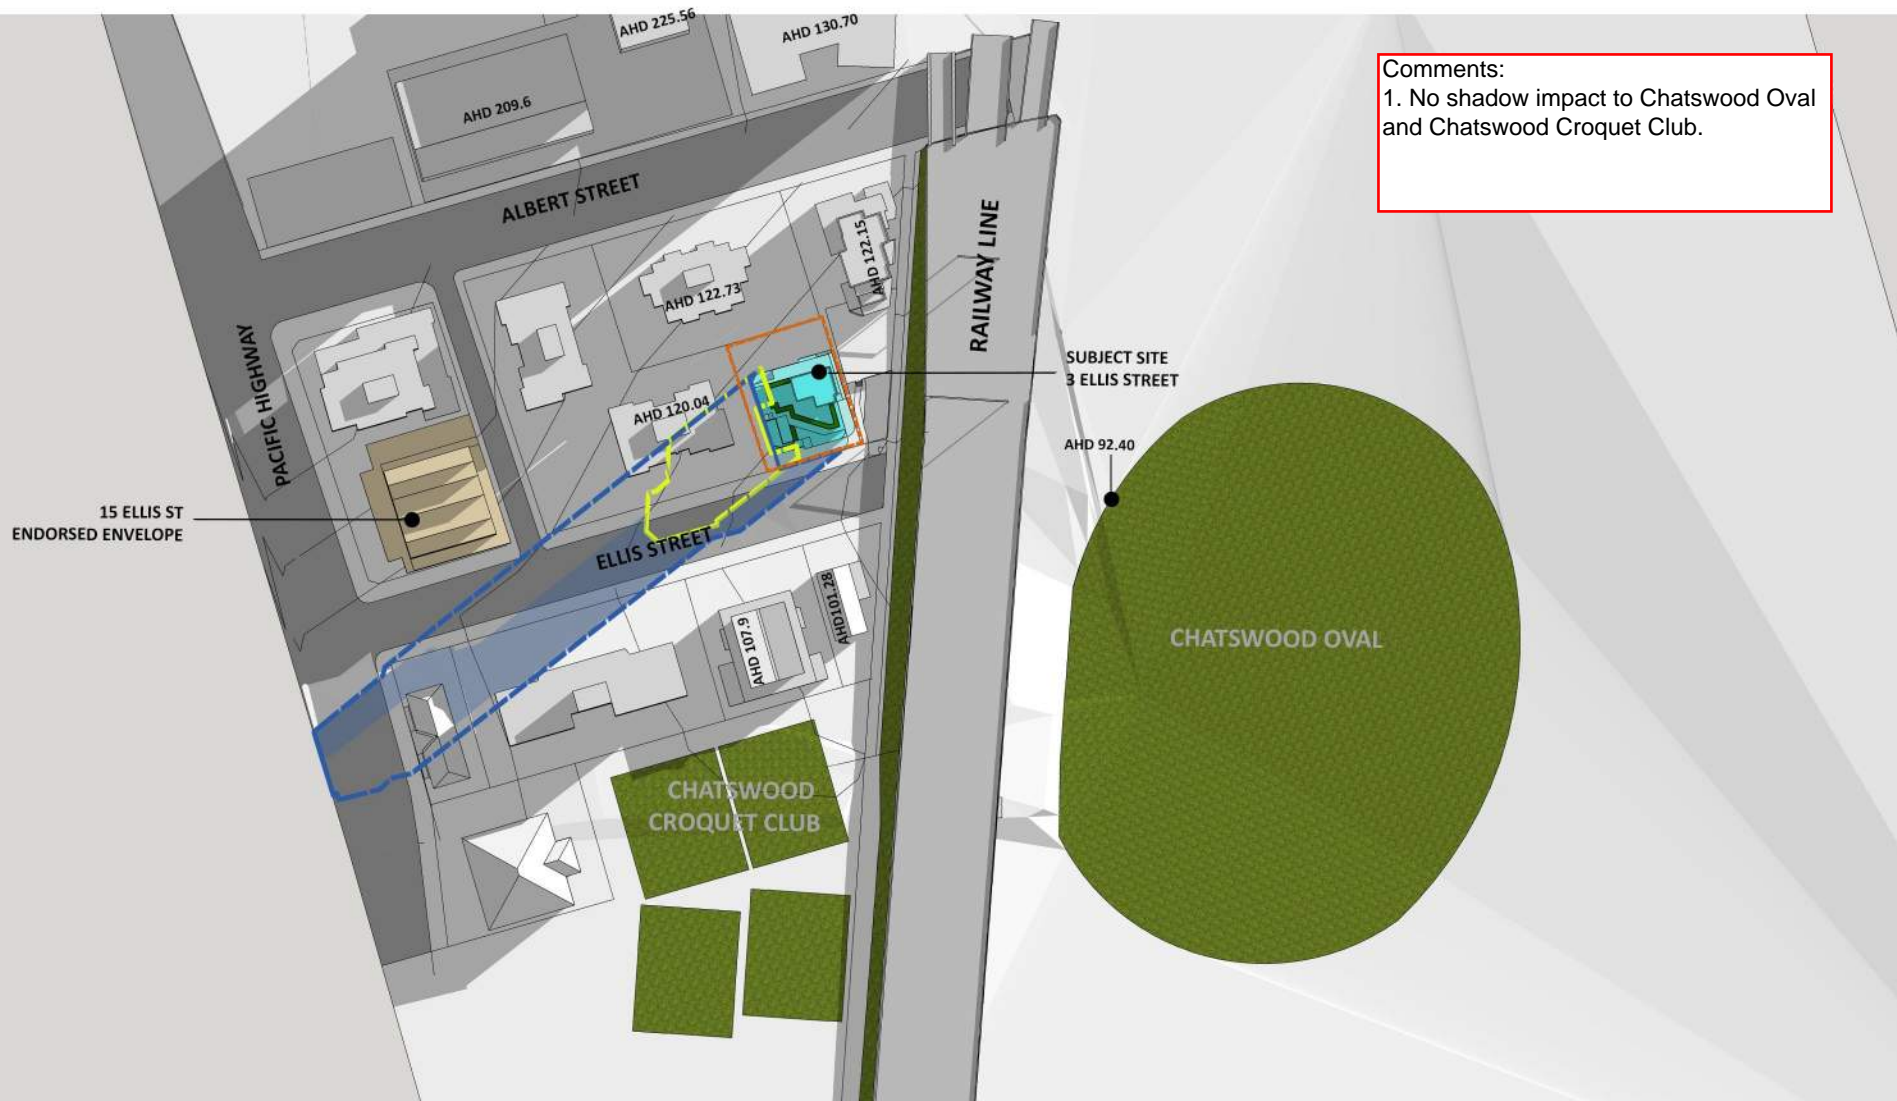 AHD 225.56
AHD 130.70
AHD 209.6
Comments:
1. No shadow impact to Chatswood Oval
and Chatswood Croquet Club.
ALBERT STREET
AHD 122.15
RAILWAY LINE
AHD 122.73
PACIFIC HIGHWAY
SUBJECT SITE
3 ELLIS STREET
AHD 120.04
AHD 92.40
15 ELLIS ST
ENDORSED ENVELOPE
ELLIS STREET
AHD 107.9
AHD101.28
CHATSWOOD OVAL
CHATSWOOD
CROQUET CLUB